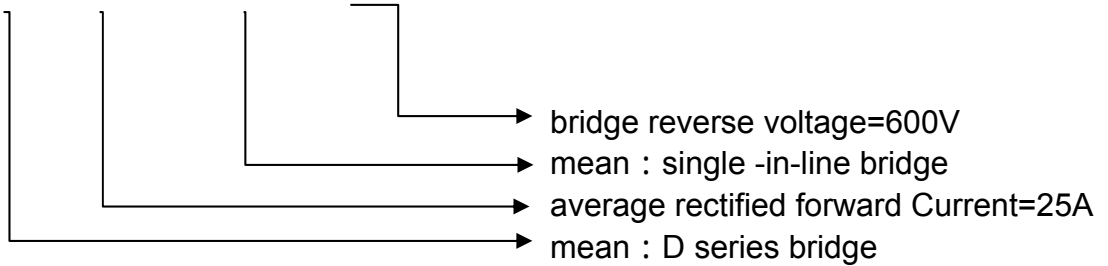 bridge reverse voltage=600V
mean：single -in-line bridge
average rectified forward Current=25A
mean：D series bridge